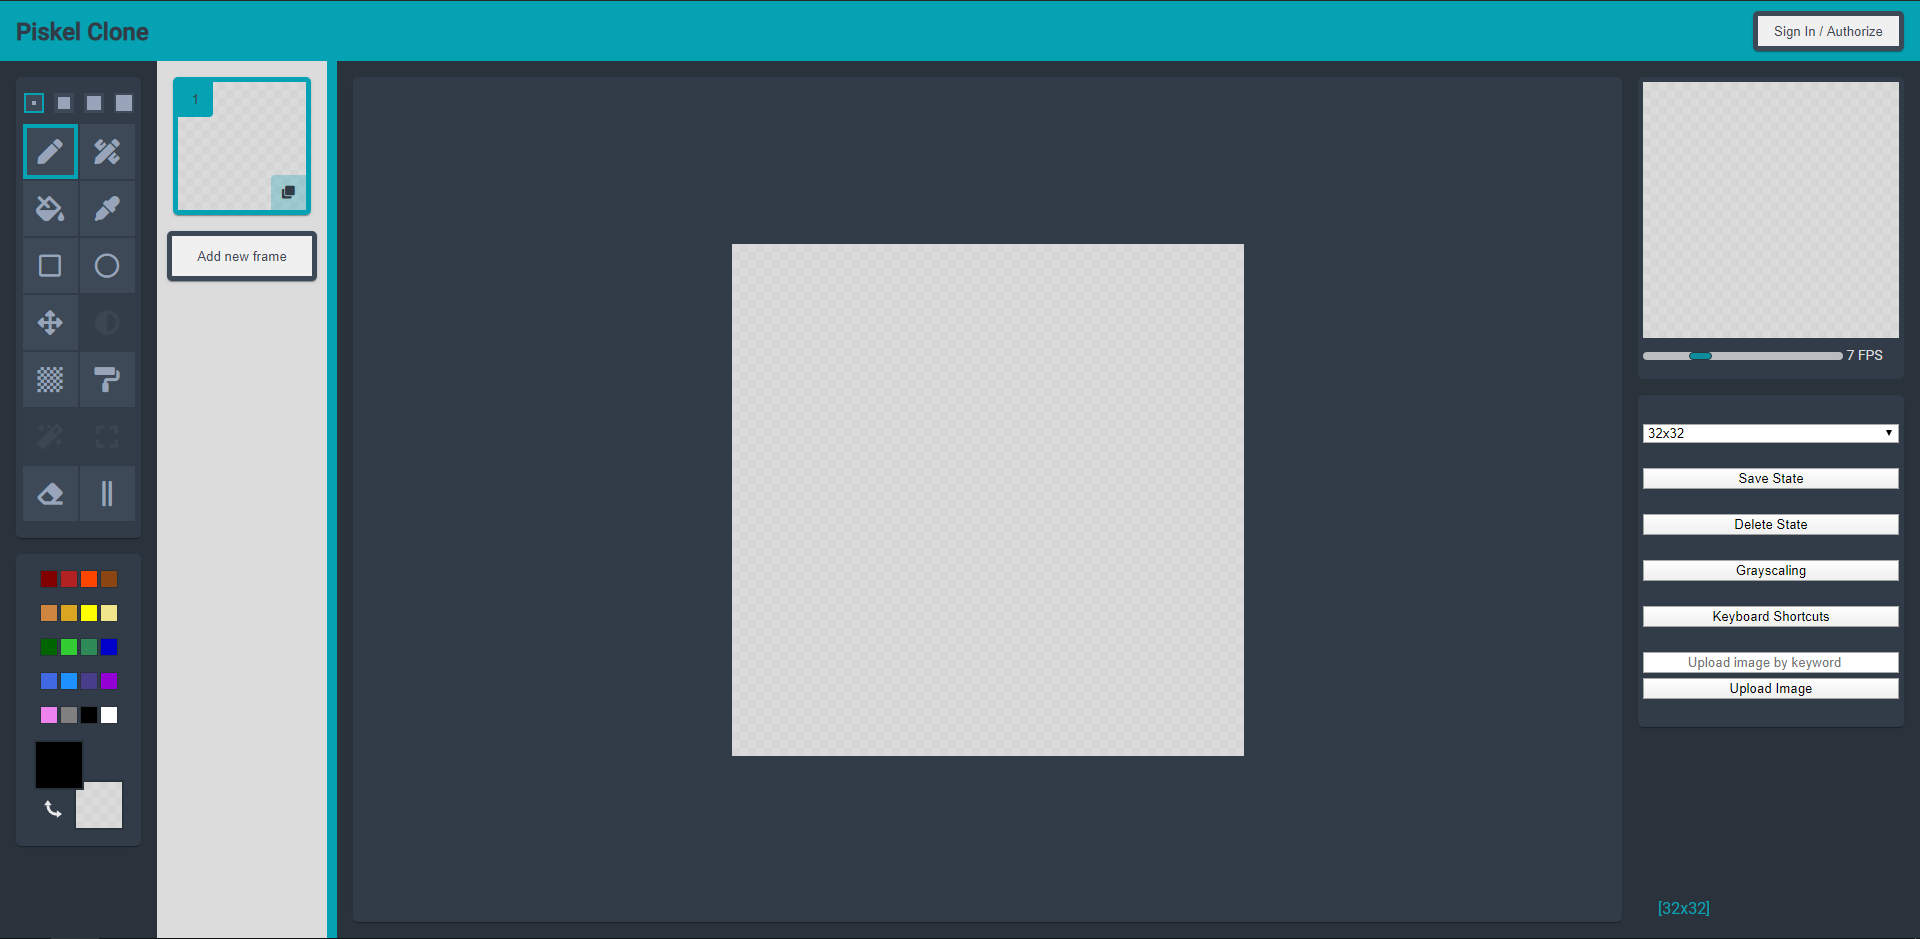 Piskel Clone
Sign In / Authorize
1
Add new frame
7 FPS
32x32
Save State
Delete State
Grayscaling
Keyboard Shortcuts
Upload image by keyword
Upload Image
[32x32]